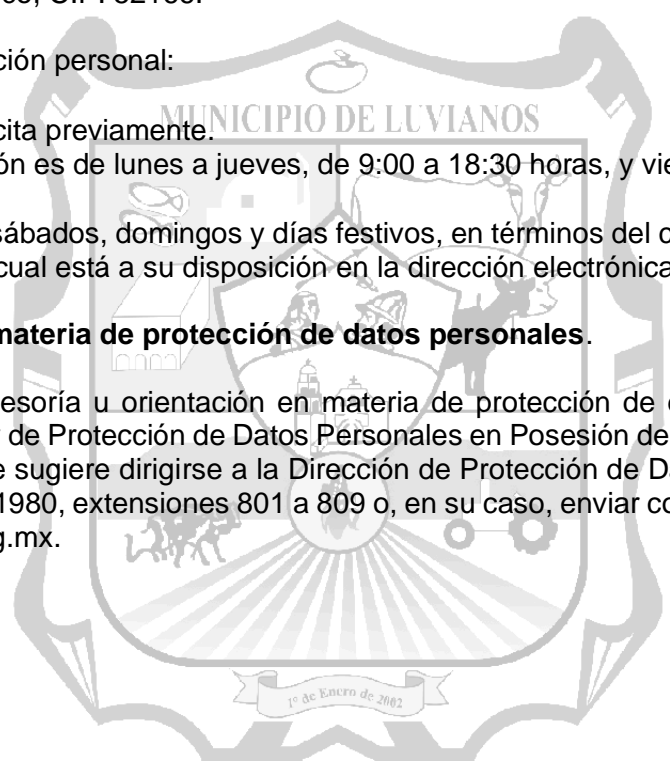 ción personal:
MUNICIPIO DE LUVIANOS
cita previamente.
ón es de lunes a jueves, de 9:00 a 18:30 horas, y vie
sábados, domingos y días festivos, en términos del c
cual está a su disposición en la dirección electrónica
materia de protección de datos personales.
esoría u orientación en materia de protección de
de Protección de Datos Personales en Posesión de
e sugiere dirigirse a la Dirección de Protección de Da
1980, extensiones 801 a 809 o, en su caso, enviar co
g.mx.
1º de Enero de 2002